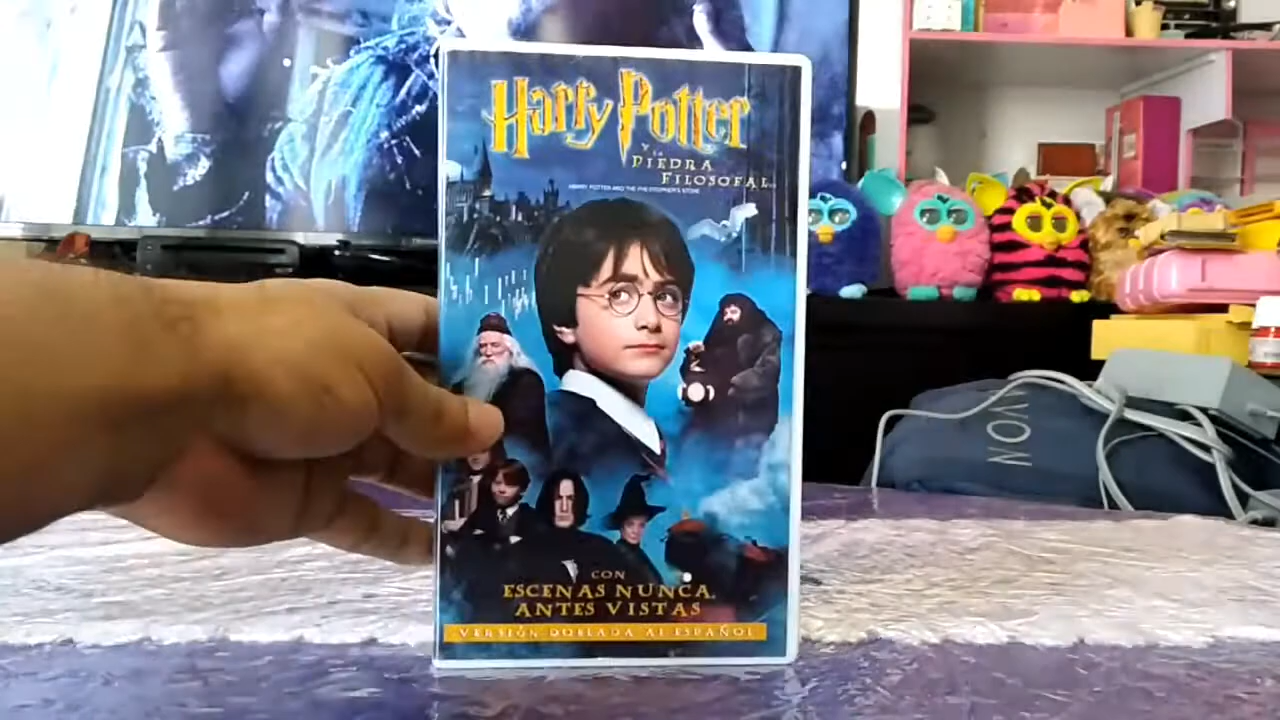 Harry Potter
Y LA
PIEDRA
FILOSOFAL
HARRY POTTER AND THE PHILOSOPHER'S STONE
CON
ESCENAS NUNCA
ANTES VISTAS
VERSIÓN DOBLADA AL ESPAÑOL
AVON